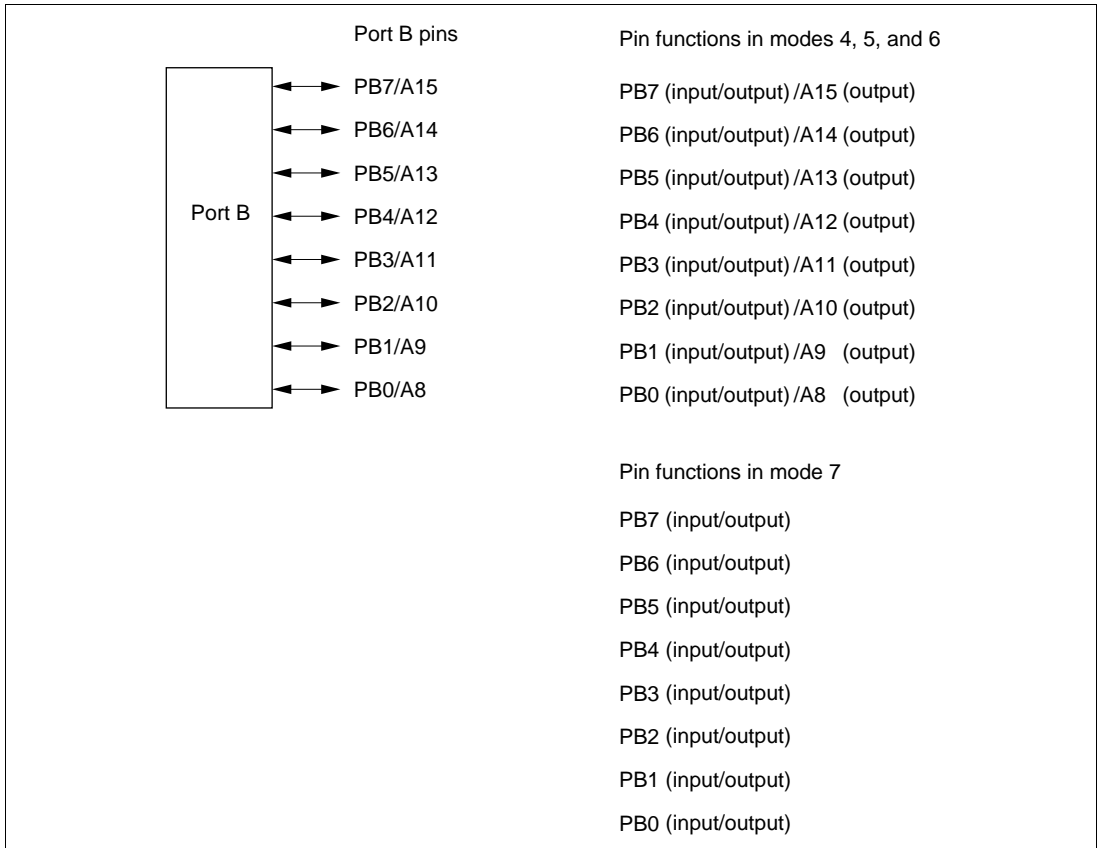 Port B pins
Pin functions in modes 4, 5, and 6
Port B
PB7/A15
PB6/A14
PB5/A13
PB4/A12
PB3/A11
PB2/A10
PB1/A9
PB0/A8
PB7 (input/output) /A15 (output)
PB6 (input/output) /A14 (output)
PB5 (input/output) /A13 (output)
PB4 (input/output) /A12 (output)
PB3 (input/output) /A11 (output)
PB2 (input/output) /A10 (output)
PB1 (input/output) /A9 (output)
PB0 (input/output) /A8 (output)
Pin functions in mode 7
PB7 (input/output)
PB6 (input/output)
PB5 (input/output)
PB4 (input/output)
PB3 (input/output)
PB2 (input/output)
PB1 (input/output)
PB0 (input/output)